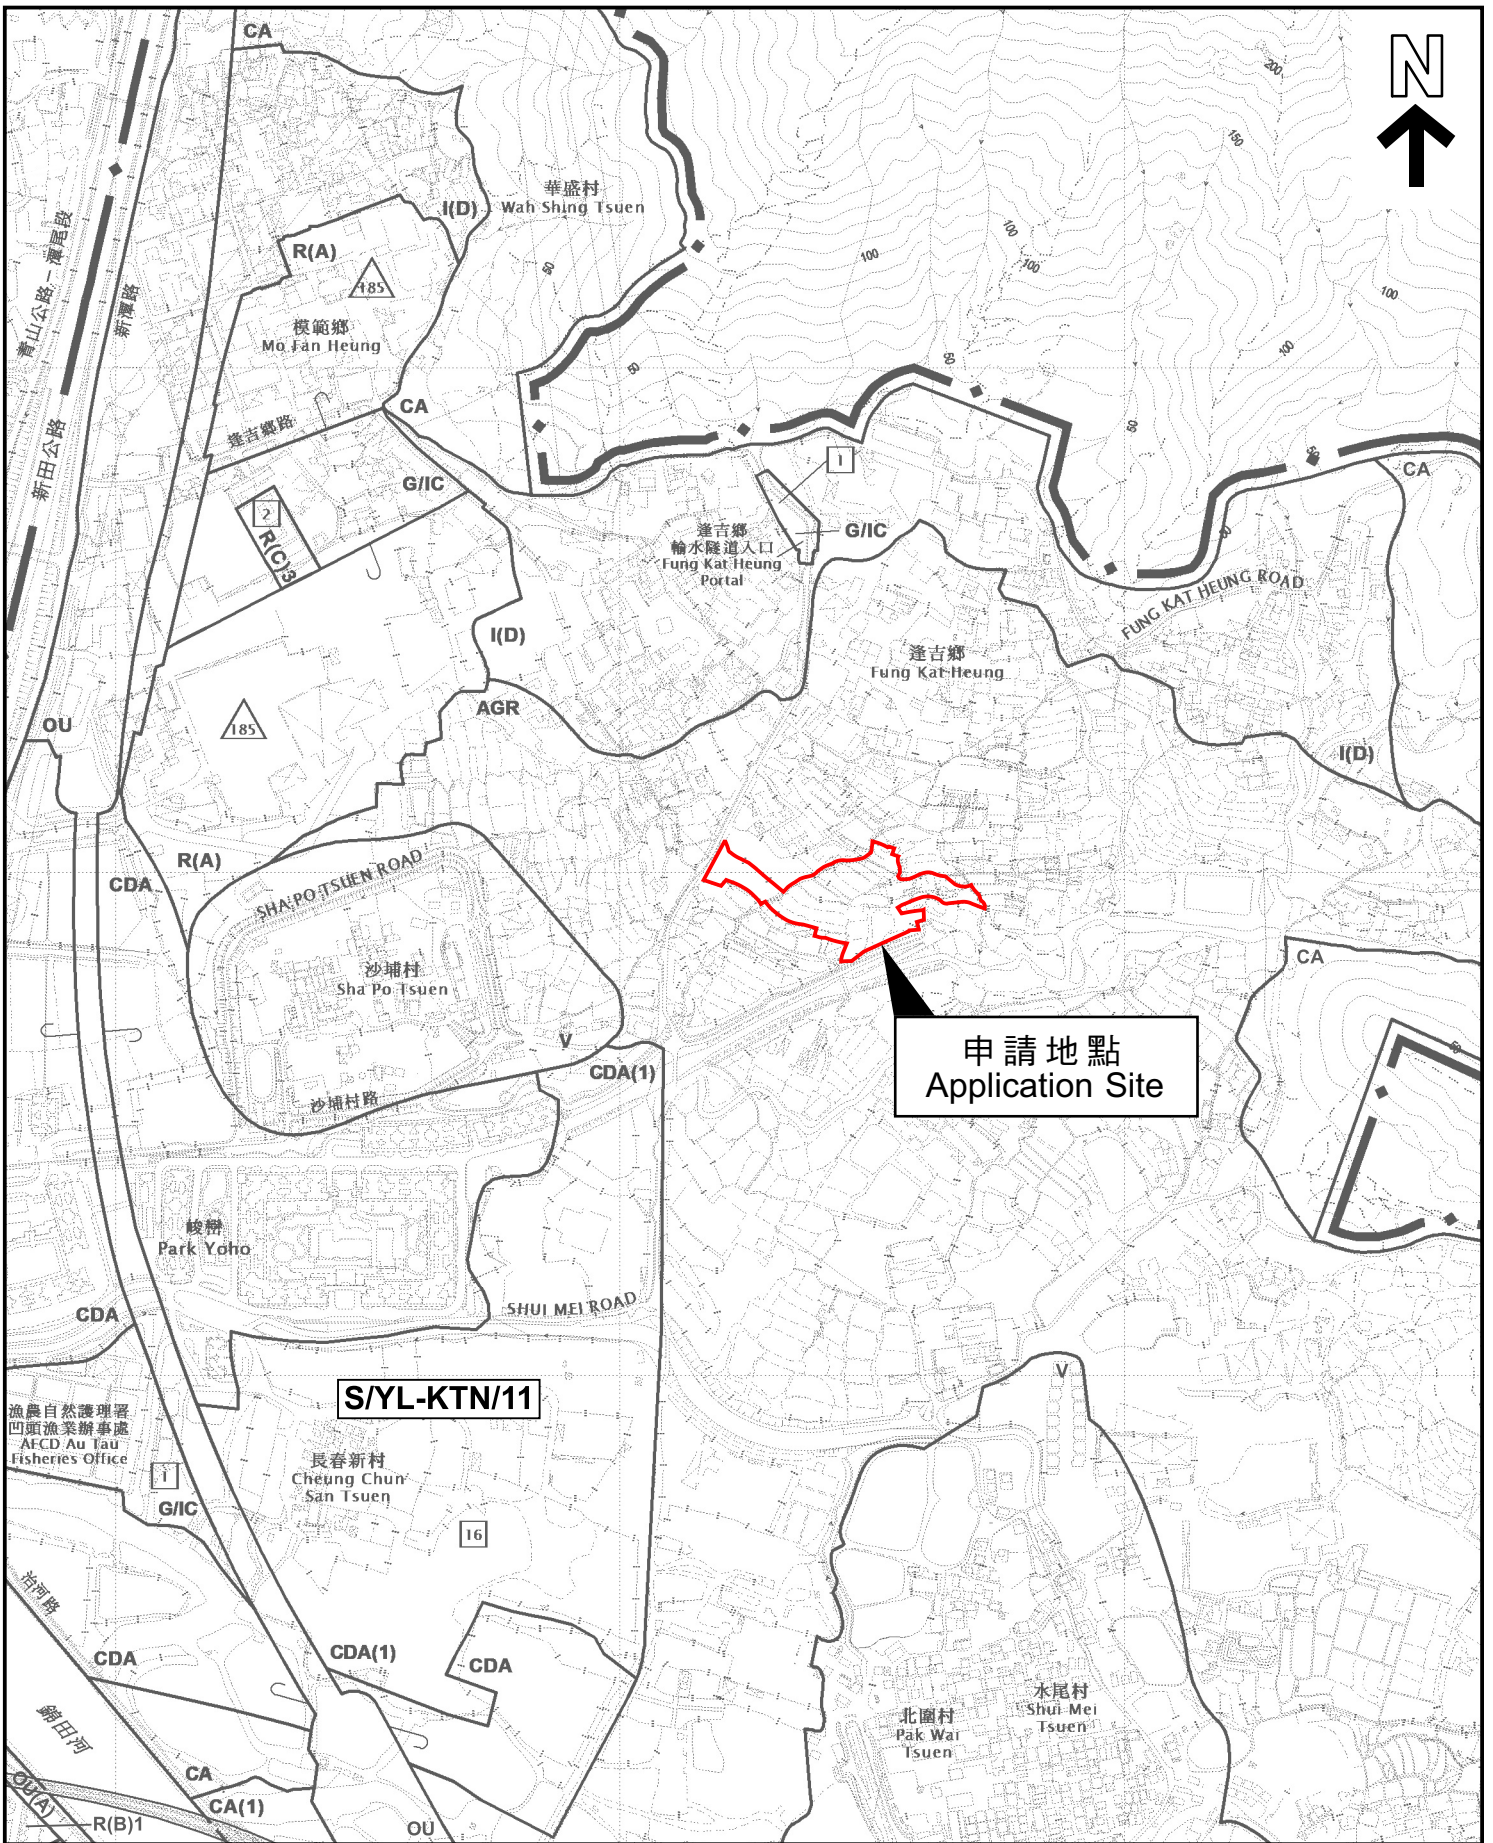 CA
N
200
150
華盛村
Wah Shing Tsuen
I(D)
R(A)
185
100
100
100
100
100
50
50
50
50
50
50
青山公路－潭尾段
新潭路
新田公路
模範鄉
Mo Fan Heung
CA
逢吉鄉路
G/IC
2
R(C)3
1
CA
逢吉鄉
輸水隧道入口
Fung Kat Heung
Portal
G/IC
FUNG KAT HEUNG ROAD
I(D)
逢吉鄉
Fung Kat Heung
AGR
OU
185
I(D)
R(A)
CDA
SHA PO TSUEN ROAD
沙埔村
Sha Po Tsuen
CA
50
V
CDA(1)
申請地點
Application Site
沙埔村路
峻巒
Park Yoho
SHUI MEI ROAD
CDA
V
S/YL-KTN/11
漁農自然護理署
凹頭漁業辦事處
AFCD Au Tau
Fisheries Office
長春新村
Cheung Chun
San Tsuen
1
G/IC
16
治河路
CDA
CDA(1)
CDA
錦田河
水尾村
Shui Mei
Tsuen
北圍村
Pak Wai
Tsuen
CA
CA(1)
OU(A)
R(B)1
OU